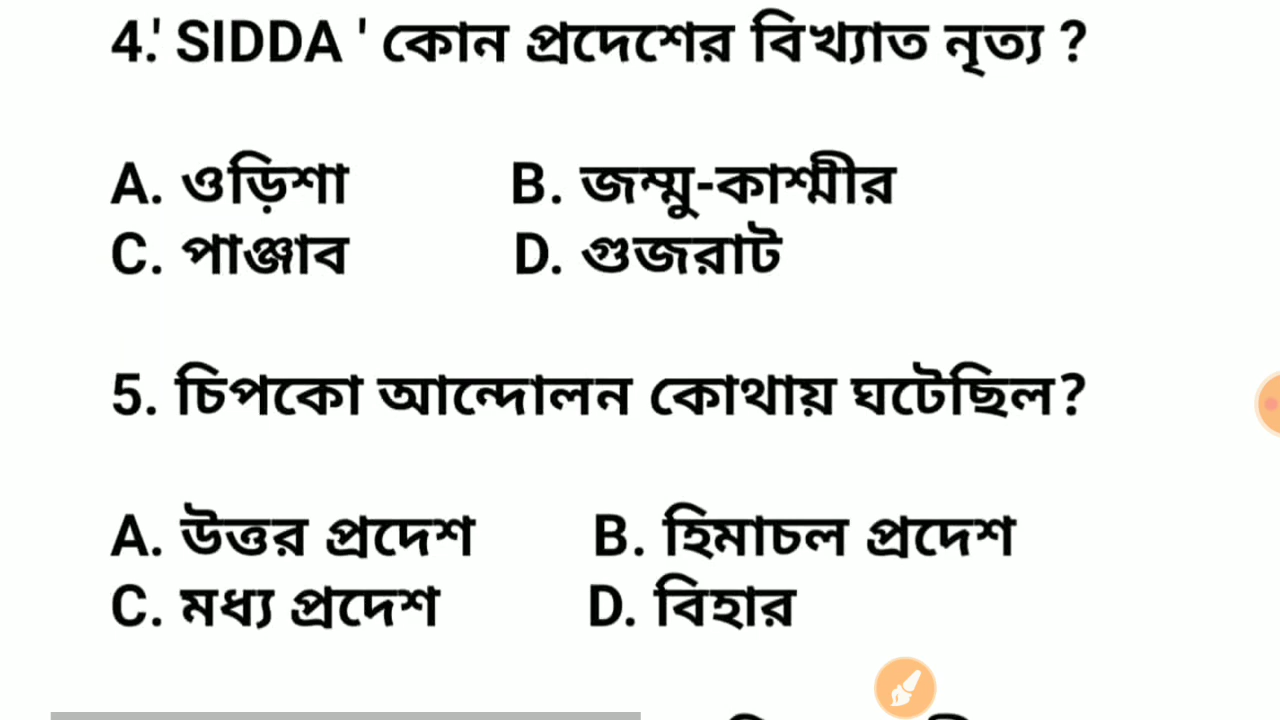 4.' SIDDA ' কোন প্রদেশের বিখ্যাত নৃত্য ?
A. ওড়িশা B. জম্মু-কাশ্মীর
C. পাঞ্জাব D. গুজরাট
5. চিপকো আন্দোলন কোথায় ঘটেছিল?
A. উত্তর প্রদেশ B. হিমাচল প্রদেশ
C. মধ্য প্রদেশ D. বিহার